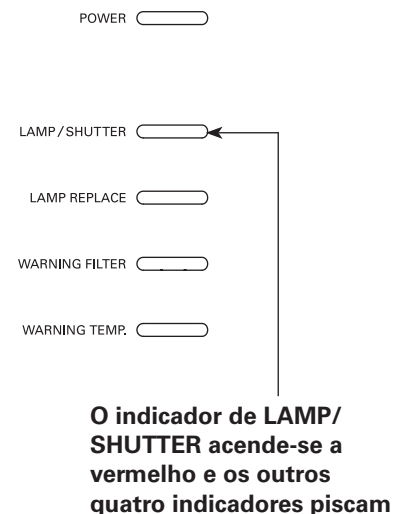 POWER
LAMP/SHUTTER
LAMP REPLACE
WARNING FILTER
WARNING TEMP.
O indicador de LAMP/
SHUTTER acende-se a
vermelho e os outros
quatro indicadores piscam